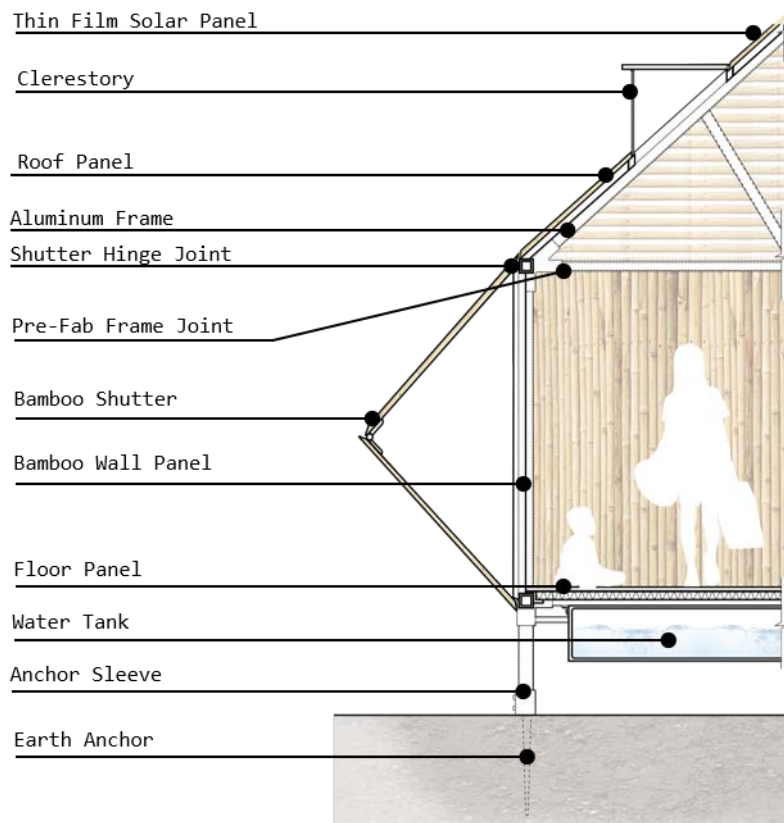 Thin Film Solar Panel
Clerestory
Roof Panel
Aluminum Frame
Shutter Hinge Joint
Pre-Fab Frame Joint
Bamboo Shutter
Bamboo Wall Panel
Floor Panel
Water Tank
Anchor Sleeve
Earth Anchor